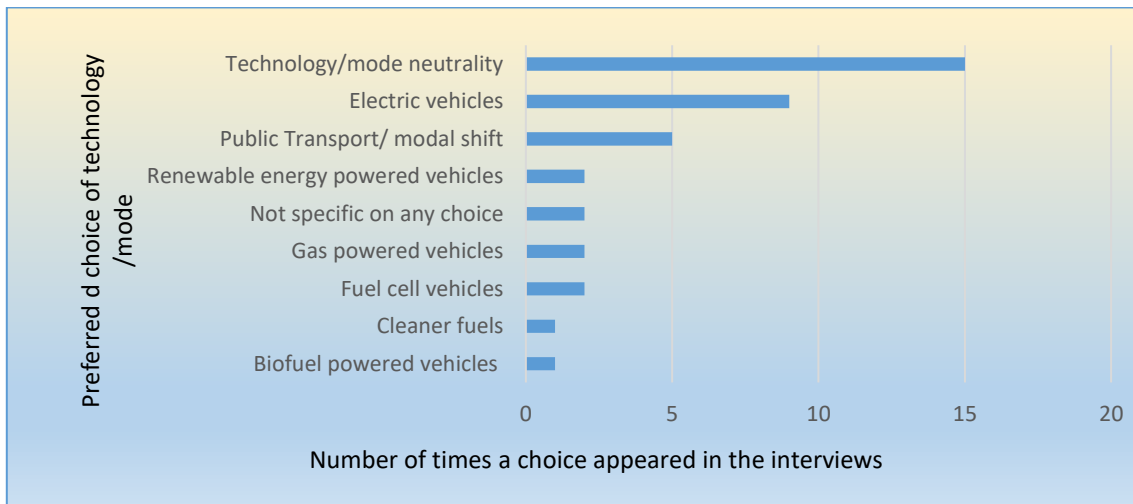 Preferred d choice of technology
/mode
Technology/mode neutrality
Electric vehicles
Public Transport/ modal shift
Renewable energy powered vehicles
Not specific on any choice
Gas powered vehicles
Fuel cell vehicles
Cleaner fuels
Biofuel powered vehicles
0 5 10 15 20
Number of times a choice appeared in the interviews